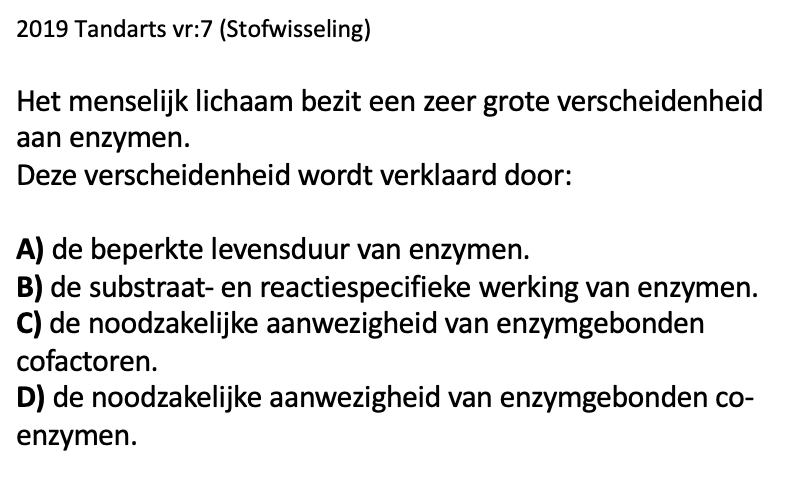 2019 Tandarts vr:7 (Stofwisseling)
Het menselijk lichaam bezit een zeer grote verscheidenheid
aan enzymen.
Deze verscheidenheid wordt verklaard door:
A) de beperkte levensduur van enzymen.
B) de substraat- en reactiespecifieke werking van enzymen.
C) de noodzakelijke aanwezigheid van enzymgebonden
cofactoren.
D) de noodzakelijke aanwezigheid van enzymgebonden co-
enzymen.